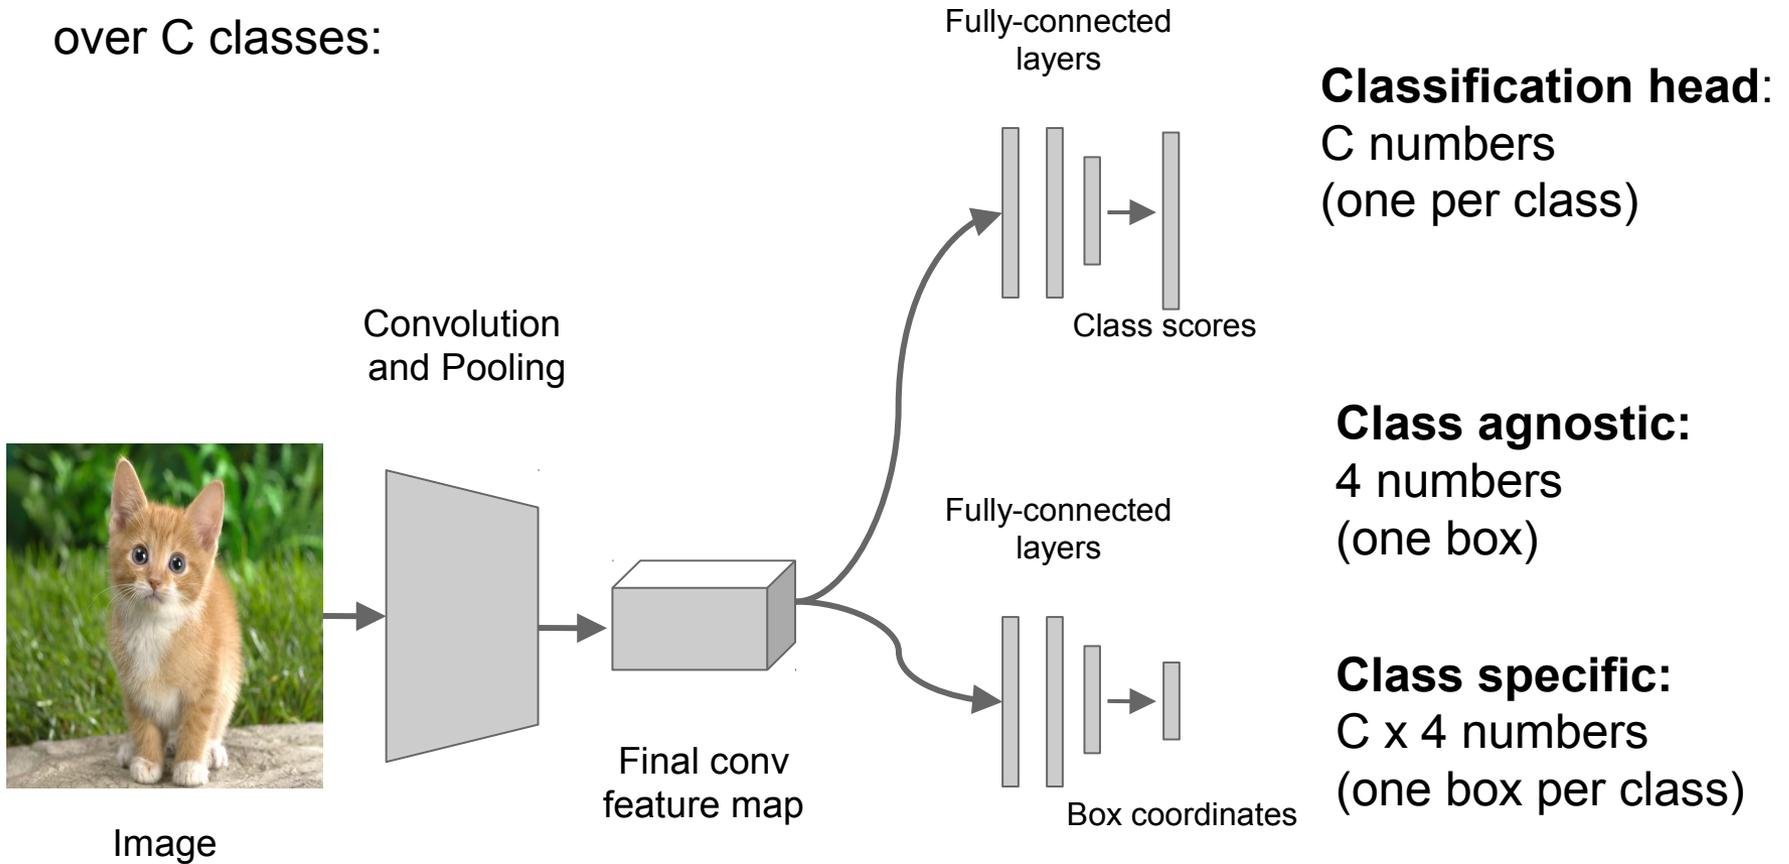 over C classes:
Fully-connected
layers
Classification head:
C numbers
(one per class)
Class scores
Convolution
and Pooling
Class agnostic:
4 numbers
(one box)
Fully-connected
layers
Class specific:
C x 4 numbers
(one box per class)
Final conv
feature map
Box coordinates
Image